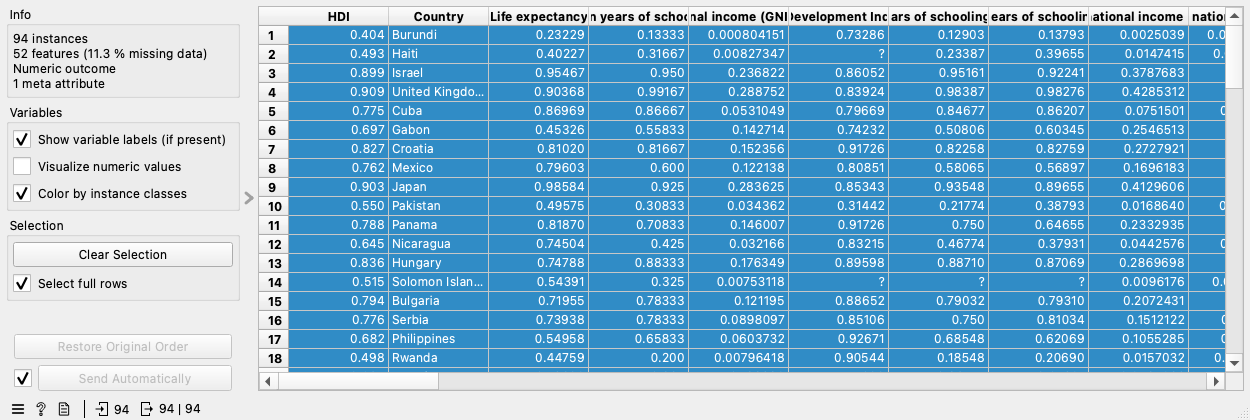 Info
94 instances
52 features (11.3 % missing data)
Numeric outcome
1 meta attribute
Variables
Show variable labels (if present)
Visualize numeric values
Color by instance classes
Selection
Clear Selection
Select full rows
Restore Original Order
Send Automatically
94
94 | 94
HDI Country Life expectancy n years of schoo nal income (GNI Development Ind ars of schooling ears of schoolin ational income nation
1 0.404 Burundi 0.23229 0.13333 0.000804151 0.73286 0.12903 0.13793 0.0025039 0.0
2 0.493 Haiti 0.40227 0.31667 0.00827347 ? 0.23387 0.39655 0.0147415
3 0.899 Israel 0.95467 0.950 0.236822 0.86052 0.95161 0.92241 0.3787683
4 0.909 United Kingdo... 0.90368 0.99167 0.288752 0.83924 0.98387 0.98276 0.4285312
5 0.775 Cuba 0.86969 0.86667 0.0531049 0.79669 0.84677 0.86207 0.0751501
6 0.697 Gabon 0.45326 0.55833 0.142714 0.74232 0.50806 0.60345 0.2546513
7 0.827 Croatia 0.81020 0.81667 0.152356 0.91726 0.82258 0.82759 0.2727921
8 0.762 Mexico 0.79603 0.600 0.122138 0.80851 0.58065 0.56897 0.1696183
9 0.903 Japan 0.98584 0.925 0.283625 0.85343 0.93548 0.89655 0.4129606
10 0.550 Pakistan 0.49575 0.30833 0.034362 0.31442 0.21774 0.38793 0.0168640
11 0.788 Panama 0.81870 0.70833 0.146007 0.91726 0.750 0.64655 0.2332935
12 0.645 Nicaragua 0.74504 0.425 0.032166 0.83215 0.46774 0.37931 0.0442576
13 0.836 Hungary 0.74788 0.88333 0.176349 0.89598 0.88710 0.87069 0.2869698
14 0.515 Solomon Islan... 0.54391 0.325 0.00753118 ? ? ? 0.0096176 0.0
15 0.794 Bulgaria 0.71955 0.78333 0.121195 0.88652 0.79032 0.79310 0.2072431
16 0.776 Serbia 0.73938 0.78333 0.0898097 0.85106 0.750 0.81034 0.1512122
17 0.682 Philippines 0.54958 0.65833 0.0603732 0.92671 0.68548 0.62069 0.1055285
18 0.498 Rwanda 0.44759 0.200 0.00796418 0.90544 0.18548 0.20690 0.0157032